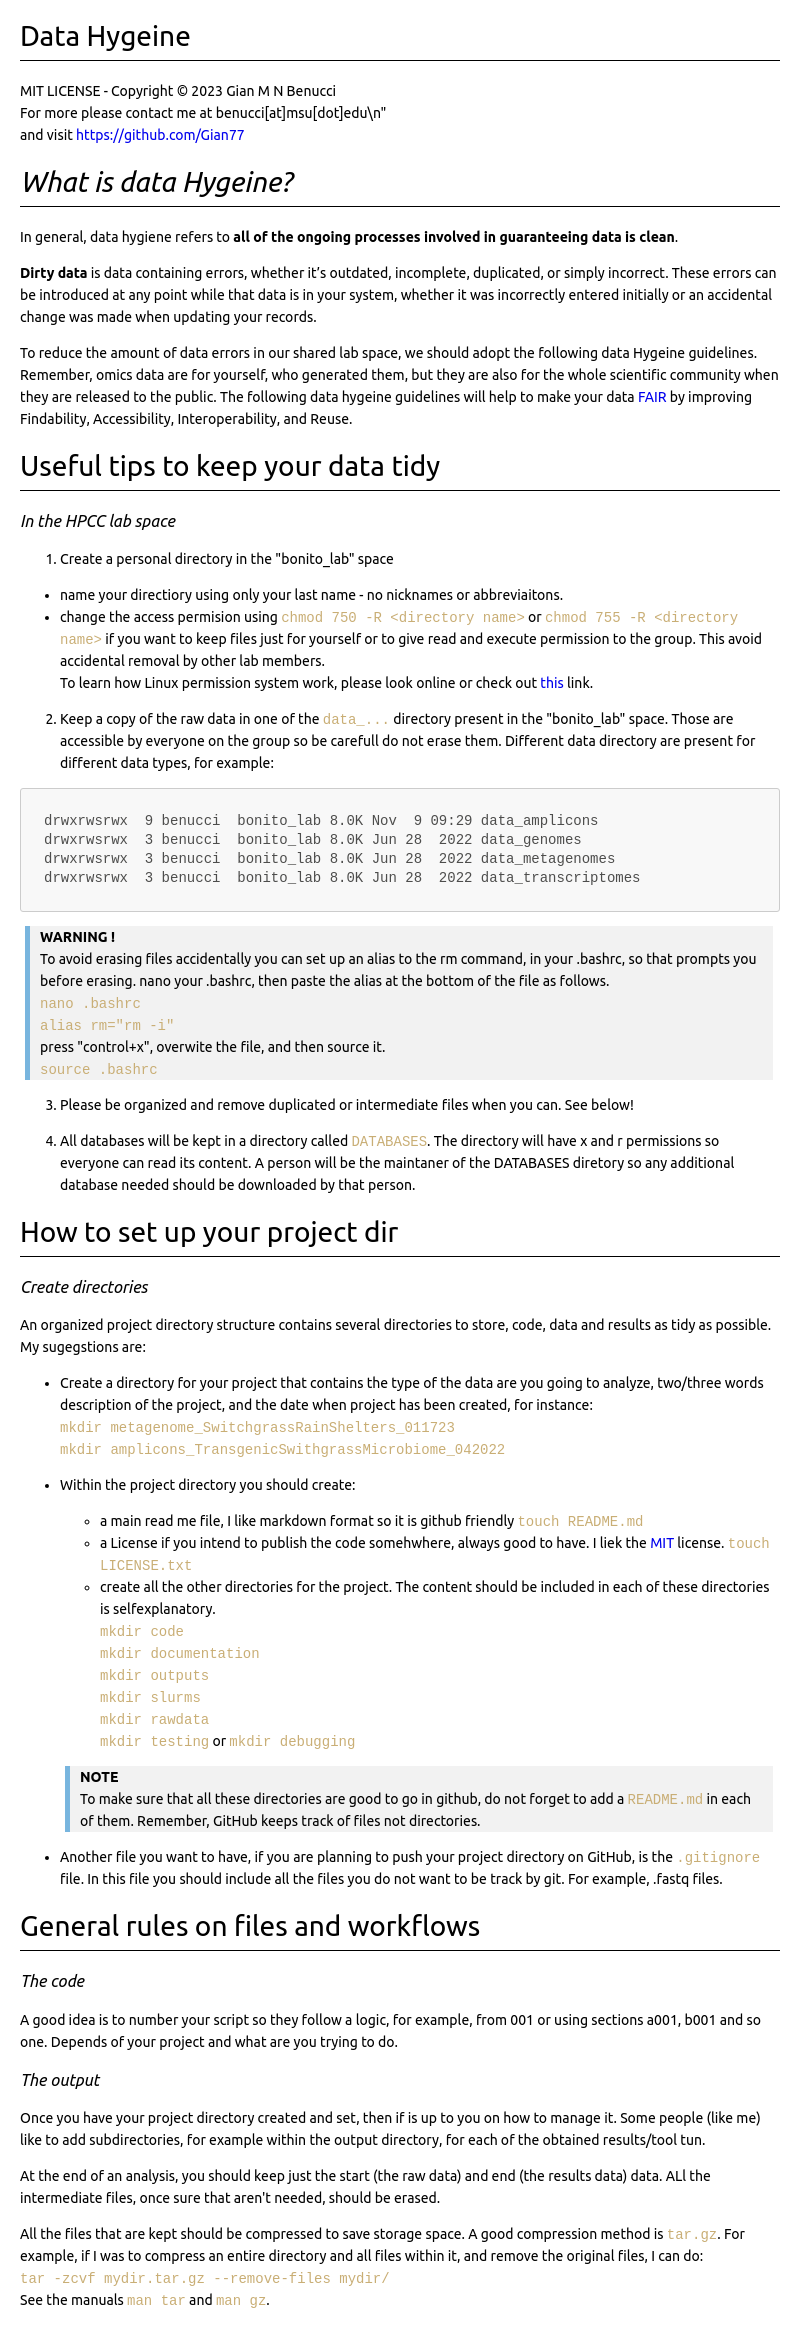 Data Hygeine
MIT LICENSE - Copyright © 2023 Gian M N Benucci
For more please contact me at benucci[at]msu[dot]edu\n"
and visit https://github.com/Gian77
What is data Hygeine?
In general, data hygiene refers to all of the ongoing processes involved in guaranteeing data is clean.
Dirty data is data containing errors, whether it’s outdated, incomplete, duplicated, or simply incorrect. These errors can
be introduced at any point while that data is in your system, whether it was incorrectly entered initially or an accidental
change was made when updating your records.
To reduce the amount of data errors in our shared lab space, we should adopt the following data Hygeine guidelines.
Remember, omics data are for yourself, who generated them, but they are also for the whole scientific community when
they are released to the public. The following data hygeine guidelines will help to make your data FAIR by improving
Findability, Accessibility, Interoperability, and Reuse.
Useful tips to keep your data tidy
In the HPCC lab space
1. Create a personal directory in the "bonito_lab" space
• name your directiory using only your last name - no nicknames or abbreviaitons.
• change the access permision using chmod 750 -R <directory name> or chmod 755 -R <directory
name> if you want to keep files just for yourself or to give read and execute permission to the group. This avoid
accidental removal by other lab members.
To learn how Linux permission system work, please look online or check out this link.
2. Keep a copy of the raw data in one of the data_... directory present in the "bonito_lab" space. Those are
accessible by everyone on the group so be carefull do not erase them. Different data directory are present for
different data types, for example:
drwxrwsrwx  9 benucci  bonito_lab 8.0K Nov  9 09:29 data_amplicons
drwxrwsrwx  3 benucci  bonito_lab 8.0K Jun 28  2022 data_genomes
drwxrwsrwx  3 benucci  bonito_lab 8.0K Jun 28  2022 data_metagenomes
drwxrwsrwx  3 benucci  bonito_lab 8.0K Jun 28  2022 data_transcriptomes
WARNING !
To avoid erasing files accidentally you can set up an alias to the rm command, in your .bashrc, so that prompts you
before erasing. nano your .bashrc, then paste the alias at the bottom of the file as follows.
nano .bashrc
alias rm="rm -i"
press "control+x", overwite the file, and then source it.
source .bashrc
3. Please be organized and remove duplicated or intermediate files when you can. See below!
4. All databases will be kept in a directory called DATABASES. The directory will have x and r permissions so
everyone can read its content. A person will be the maintaner of the DATABASES diretory so any additional
database needed should be downloaded by that person.
How to set up your project dir
Create directories
An organized project directory structure contains several directories to store, code, data and results as tidy as possible.
My sugegstions are:
• Create a directory for your project that contains the type of the data are you going to analyze, two/three words
description of the project, and the date when project has been created, for instance:
mkdir metagenome_SwitchgrassRainShelters_011723
mkdir amplicons_TransgenicSwithgrassMicrobiome_042022
• Within the project directory you should create:
◦ a main read me file, I like markdown format so it is github friendly touch README.md
◦ a License if you intend to publish the code somehwhere, always good to have. I liek the MIT license. touch
LICENSE.txt
◦ create all the other directories for the project. The content should be included in each of these directories
is selfexplanatory.
mkdir code
mkdir documentation
mkdir outputs
mkdir slurms
mkdir rawdata
mkdir testing or mkdir debugging
NOTE
To make sure that all these directories are good to go in github, do not forget to add a README.md in each
of them. Remember, GitHub keeps track of files not directories.
• Another file you want to have, if you are planning to push your project directory on GitHub, is the .gitignore
file. In this file you should include all the files you do not want to be track by git. For example, .fastq files.
General rules on files and workflows
The code
A good idea is to number your script so they follow a logic, for example, from 001 or using sections a001, b001 and so
one. Depends of your project and what are you trying to do.
The output
Once you have your project directory created and set, then if is up to you on how to manage it. Some people (like me)
like to add subdirectories, for example within the output directory, for each of the obtained results/tool tun.
At the end of an analysis, you should keep just the start (the raw data) and end (the results data) data. ALl the
intermediate files, once sure that aren't needed, should be erased.
All the files that are kept should be compressed to save storage space. A good compression method is tar.gz. For
example, if I was to compress an entire directory and all files within it, and remove the original files, I can do:
tar -zcvf mydir.tar.gz --remove-files mydir/
See the manuals man tar and man gz.